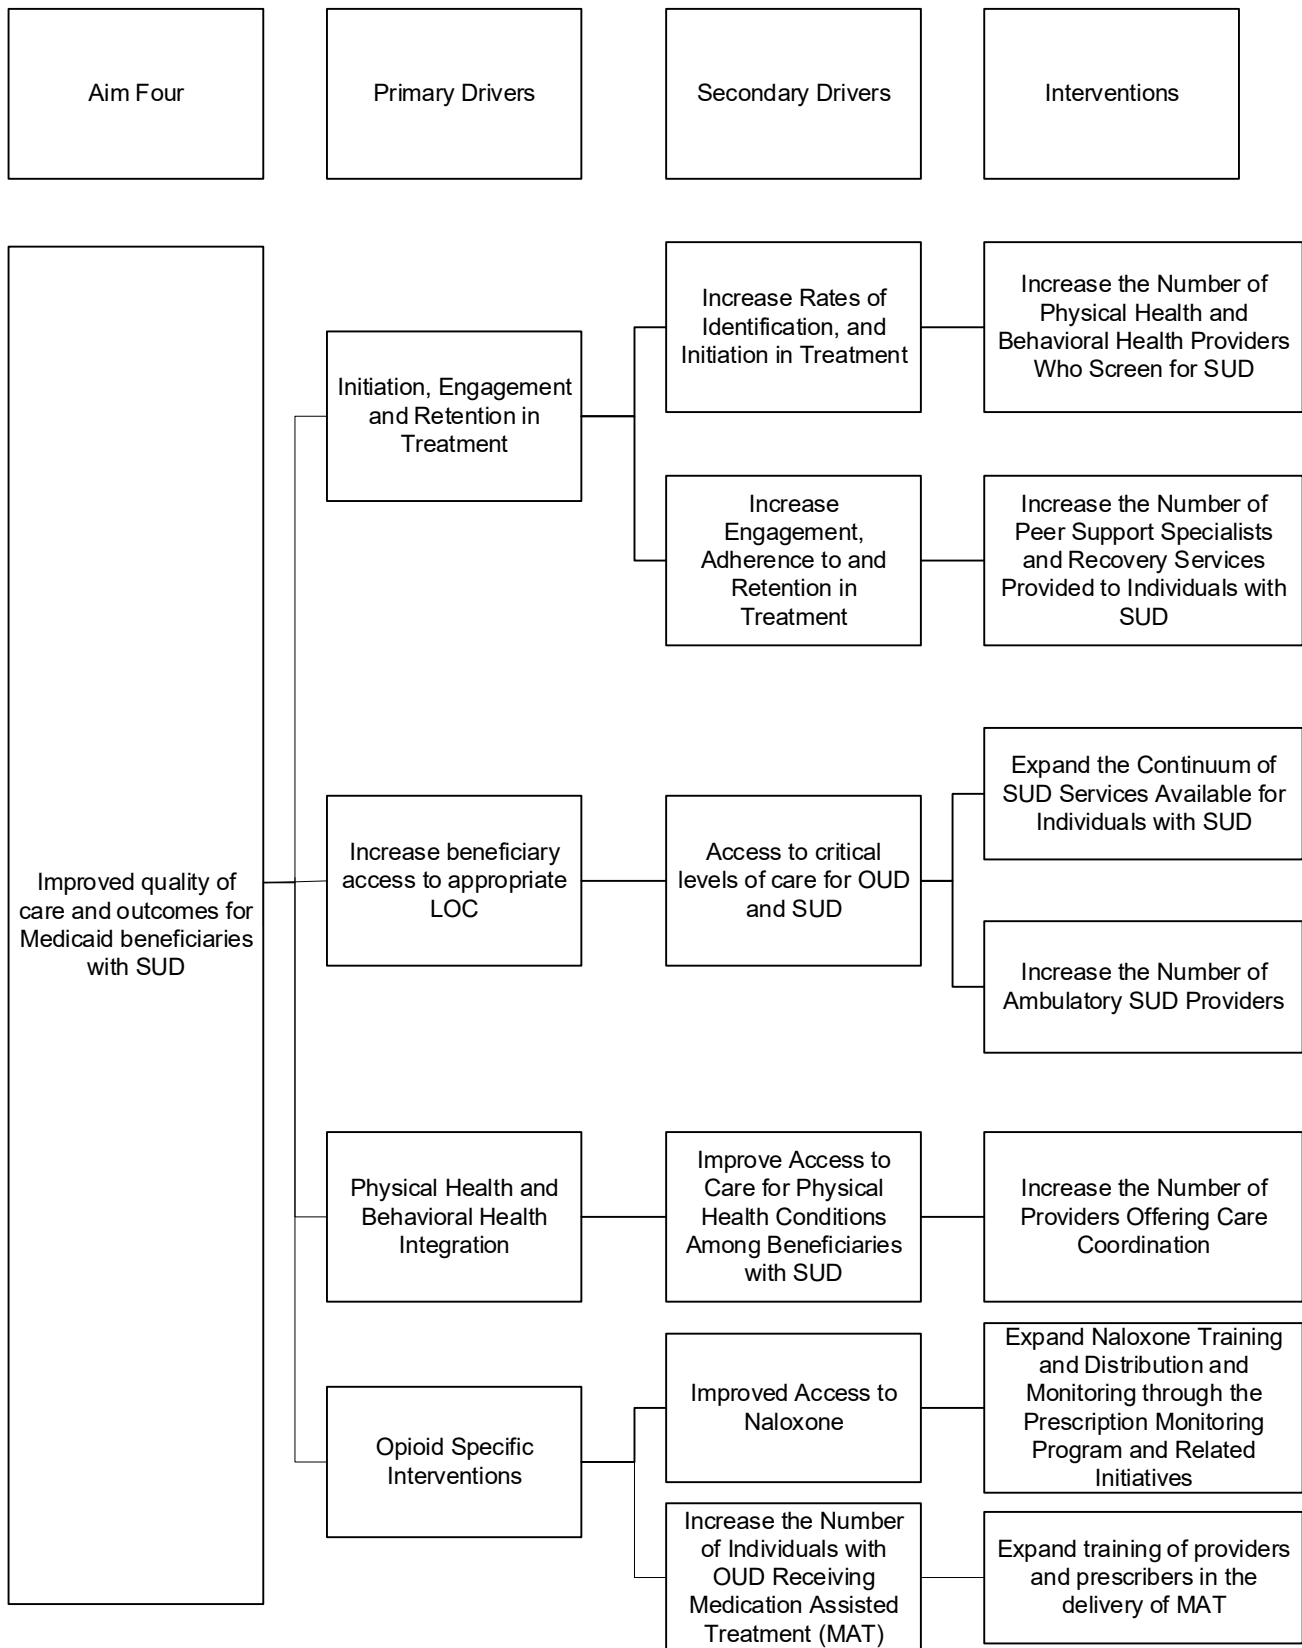 Aim Four
Primary Drivers
Secondary Drivers
Interventions
Improved quality of
care and outcomes for
Medicaid beneficiaries
with SUD
Initiation, Engagement
and Retention in
Treatment
Increase Rates of
Identification, and
Initiation in Treatment
Increase the Number of
Physical Health and
Behavioral Health Providers
Who Screen for SUD
Increase
Engagement,
Adherence to and
Retention in
Treatment
Increase the Number of
Peer Support Specialists
and Recovery Services
Provided to Individuals with
SUD
Increase beneficiary
access to appropriate
LOC
Access to critical
levels of care for OUD
and SUD
Expand the Continuum of
SUD Services Available for
Individuals with SUD
Increase the Number of
Ambulatory SUD Providers
Physical Health and
Behavioral Health
Integration
Improve Access to
Care for Physical
Health Conditions
Among Beneficiaries
with SUD
Increase the Number of
Providers Offering Care
Coordination
Opioid Specific
Interventions
Improved Access to
Naloxone
Expand Naloxone Training
and Distribution and
Monitoring through the
Prescription Monitoring
Program and Related
Initiatives
Increase the Number
of Individuals with
OUD Receiving
Medication Assisted
Treatment (MAT)
Expand training of providers
and prescribers in the
delivery of MAT